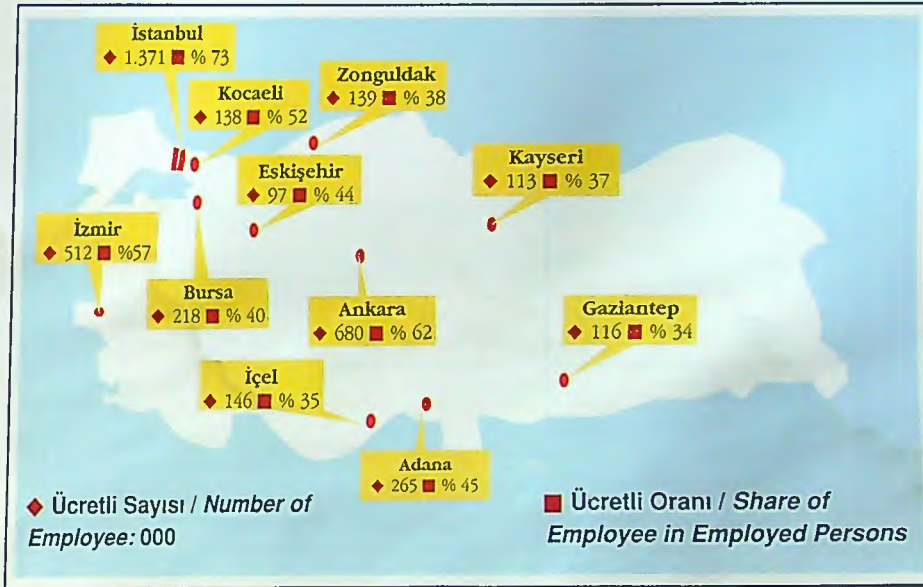 İstanbul
◆ 1.371 ■ % 73
Kocaeli
◆ 138 ■ % 52
Zonguldak
◆ 139 ■ % 38
Eskişehir
◆ 97 ■ % 44
Kayseri
◆ 113 ■ % 37
İzmir
◆ 512 ■ %57
Bursa
◆ 218 ■ % 40
Ankara
◆ 680 ■ % 62
Gaziantep
◆ 116 ■ % 34
İçel
◆ 146 ■ % 35
Adana
◆ 265 ■ % 45
◆ Ücretli Sayısı / Number of
Employee: 000
■ Ücretli Oranı / Share of
Employee in Employed Persons